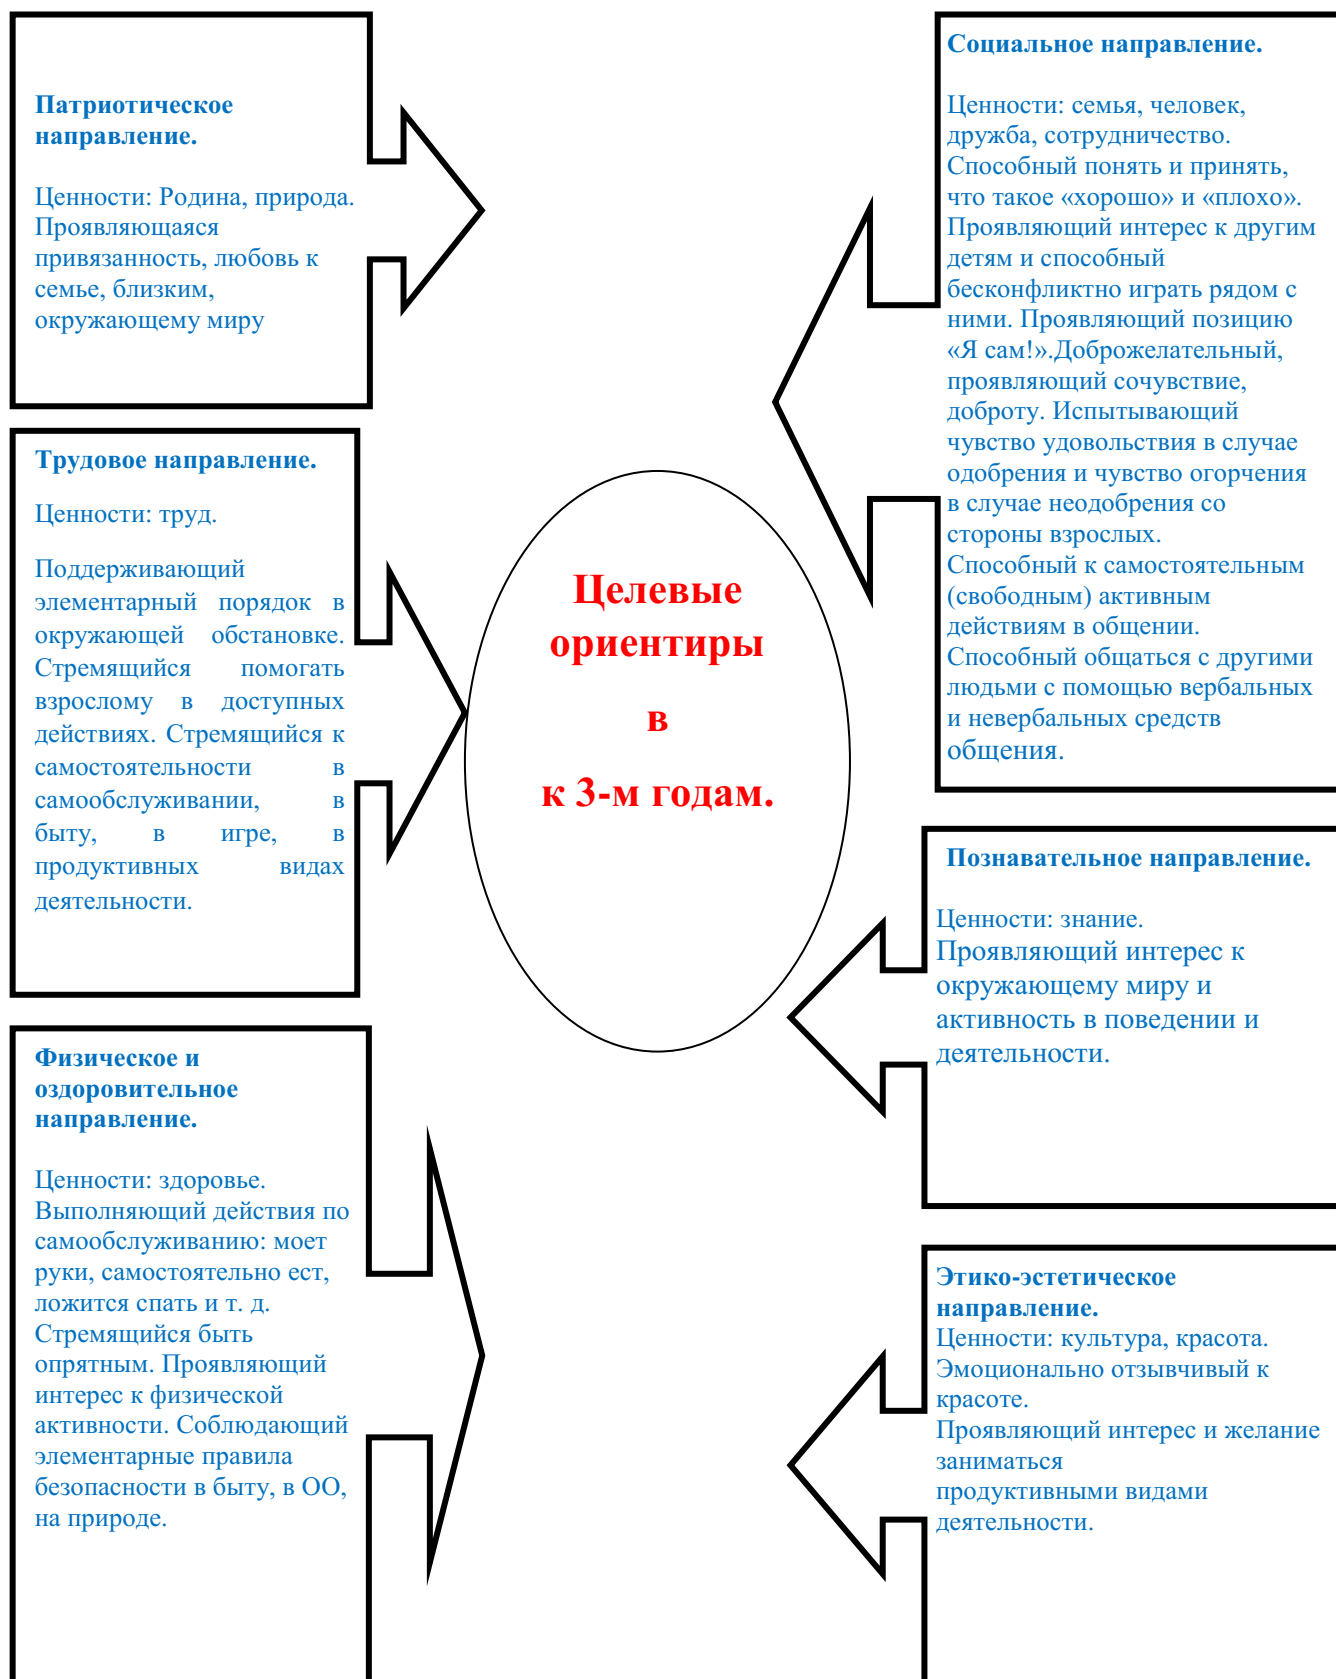 Патриотическое
направление.
Ценности: Родина, природа.
Проявляющаяся
привязанность, любовь к
семье, близким,
окружающему миру
Трудовое направление.
Ценности: труд.
Поддерживающий
элементарный порядок в
окружающей обстановке.
Стремящийся помогать
взрослому в доступных
действиях. Стремящийся к
самостоятельности в
самообслуживании, в
быту, в игре, в
продуктивных видах
деятельности.
Физическое и
оздоровительное
направление.
Ценности: здоровье.
Выполняющий действия по
самообслуживанию: моет
руки, самостоятельно ест,
ложится спать и т. д.
Стремящийся быть
опрятным. Проявляющий
интерес к физической
активности. Соблюдающий
элементарные правила
безопасности в быту, в ОО,
на природе.
Целевые
ориентиры
в
к 3-м годам.
Социальное направление.
Ценности: семья, человек,
дружба, сотрудничество.
Способный понять и принять,
что такое «хорошо» и «плохо».
Проявляющий интерес к другим
детям и способный
бесконфликтно играть рядом с
ними. Проявляющий позицию
«Я сам!».Доброжелательный,
проявляющий сочувствие,
доброту. Испытывающий
чувство удовольствия в случае
одобрения и чувство огорчения
в случае неодобрения со
стороны взрослых.
Способный к самостоятельным
(свободным) активным
действиям в общении.
Способный общаться с другими
людьми с помощью вербальных
и невербальных средств
общения.
Познавательное направление.
Ценности: знание.
Проявляющий интерес к
окружающему миру и
активность в поведении и
деятельности.
Этико-эстетическое
направление.
Ценности: культура, красота.
Эмоционально отзывчивый к
красоте.
Проявляющий интерес и желание
заниматься
продуктивными видами
деятельности.